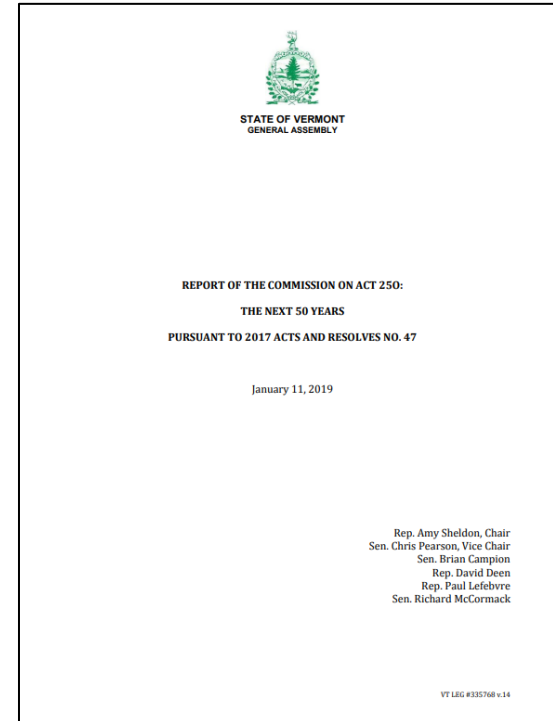 STATE OF VERMONT
GENERAL ASSEMBLY
REPORT OF THE COMMISSION ON ACT 25O:
THE NEXT 50 YEARS
PURSUANT TO 2017 ACTS AND RESOLVES NO. 47
January 11, 2019
Rep. Amy Sheldon, Chair
Sen. Chris Pearson, Vice Chair
Sen. Brian Campion
Rep. David Deen
Rep. Paul Lefebvre
Sen. Richard McCormack
VT LEG #335768 v.14